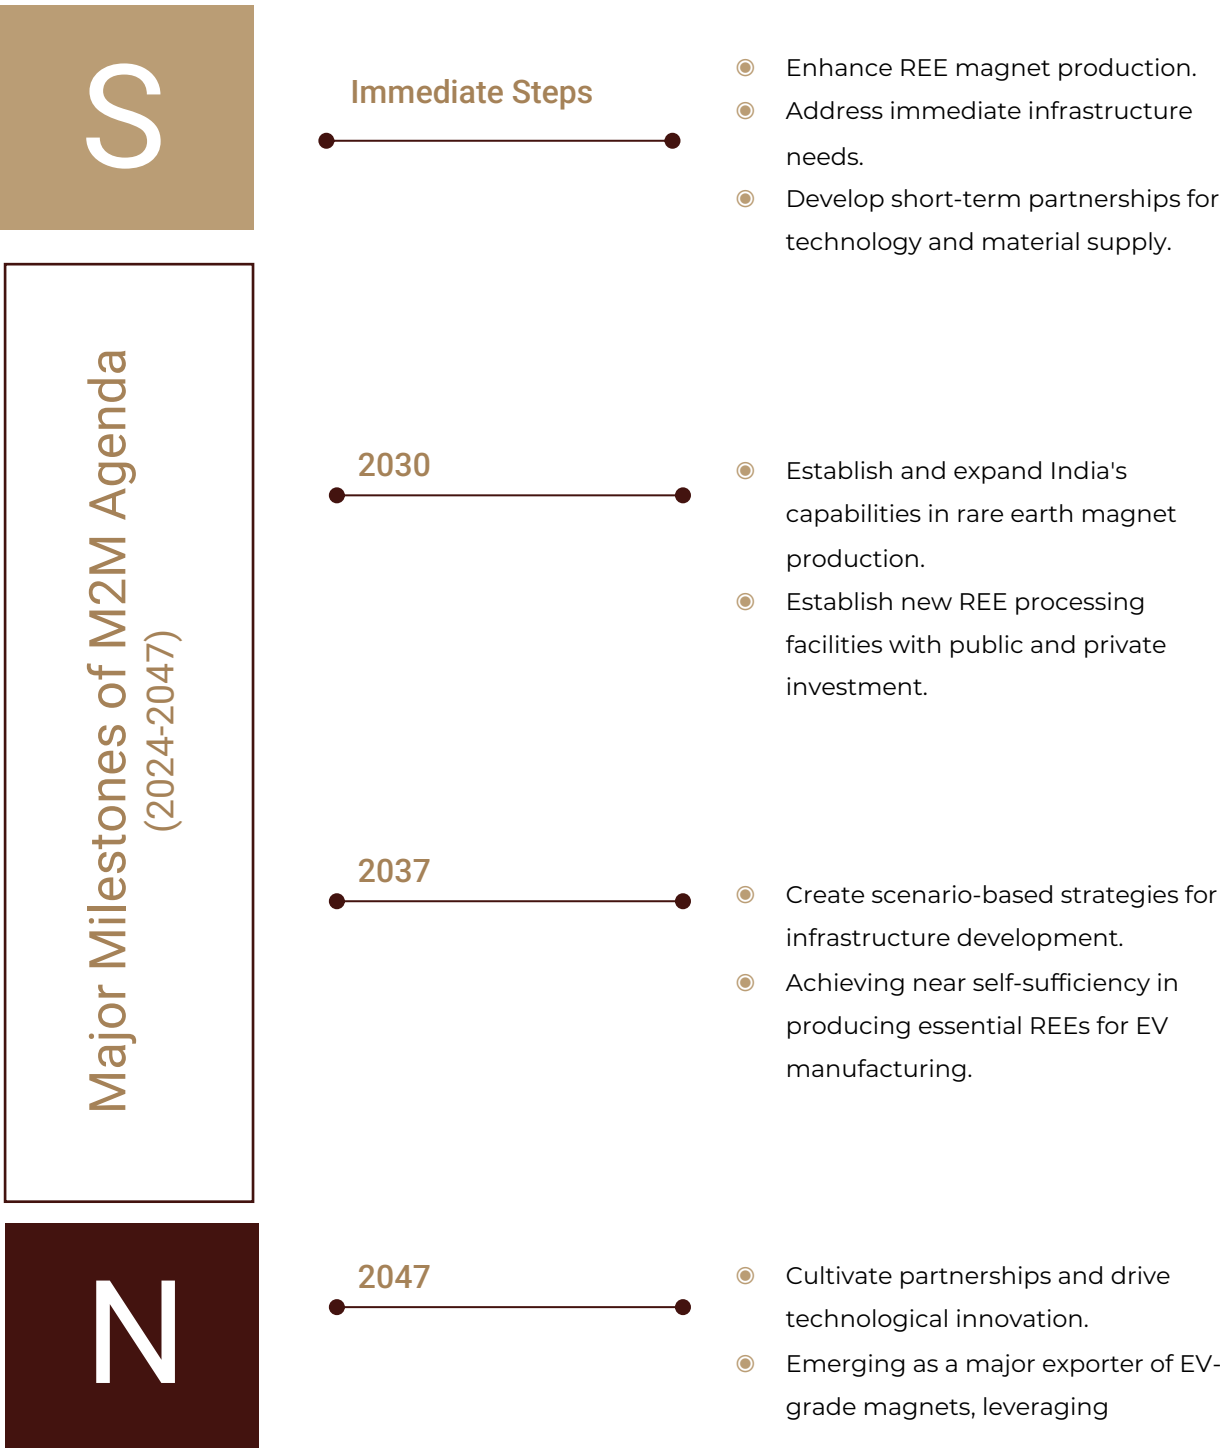 S
Major Milestones of M2M Agenda
(2024-2047)
N
Immediate Steps
Enhance REE magnet production.
Address immediate infrastructure
needs.
Develop short-term partnerships for
technology and material supply.
2030
Establish and expand India's
capabilities in rare earth magnet
production.
Establish new REE processing
facilities with public and private
investment.
2037
Create scenario-based strategies for
infrastructure development.
Achieving near self-sufficiency in
producing essential REEs for EV
manufacturing.
2047
Cultivate partnerships and drive
technological innovation.
Emerging as a major exporter of EV-
grade magnets, leveraging